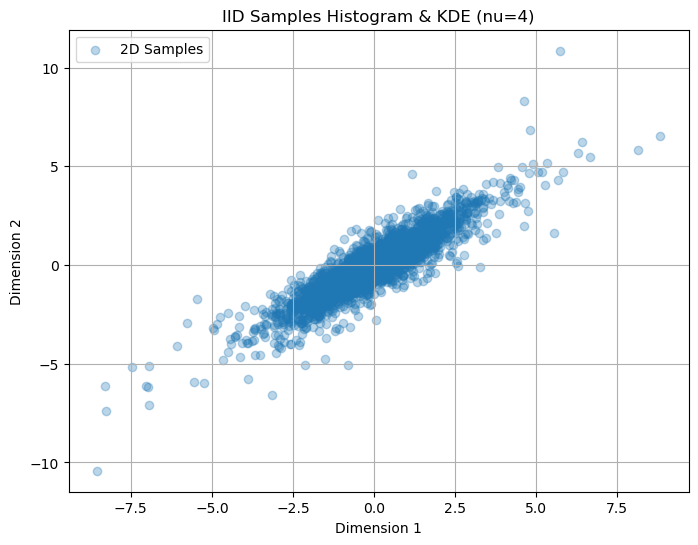 IID Samples Histogram & KDE (nu=4)
2D Samples
10
5
0
−5
−10
Dimension 2
−7.5 −5.0 −2.5 0.0 2.5 5.0 7.5
Dimension 1